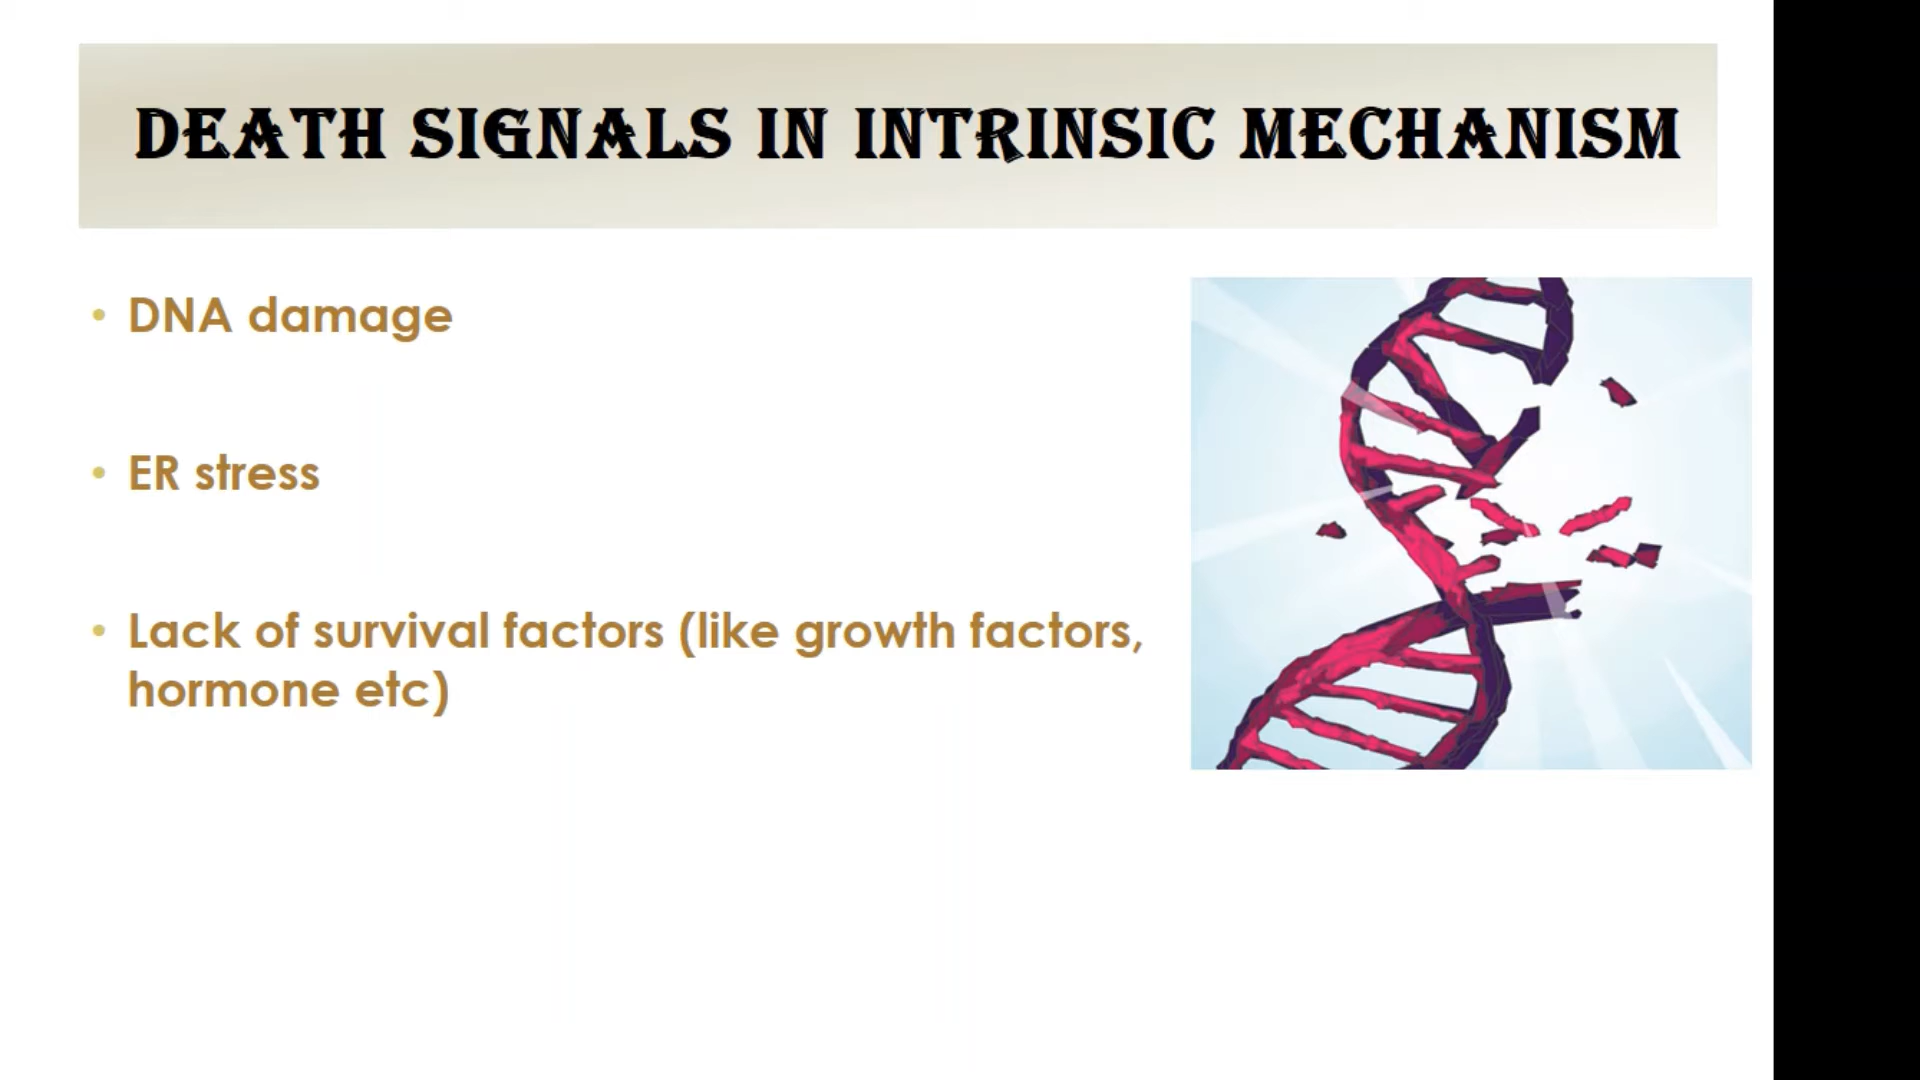 DEATH SIGNALS IN INTRINSIC MECHANISM
• DNA damage
• ER stress
• Lack of survival factors (like growth factors,
hormone etc)